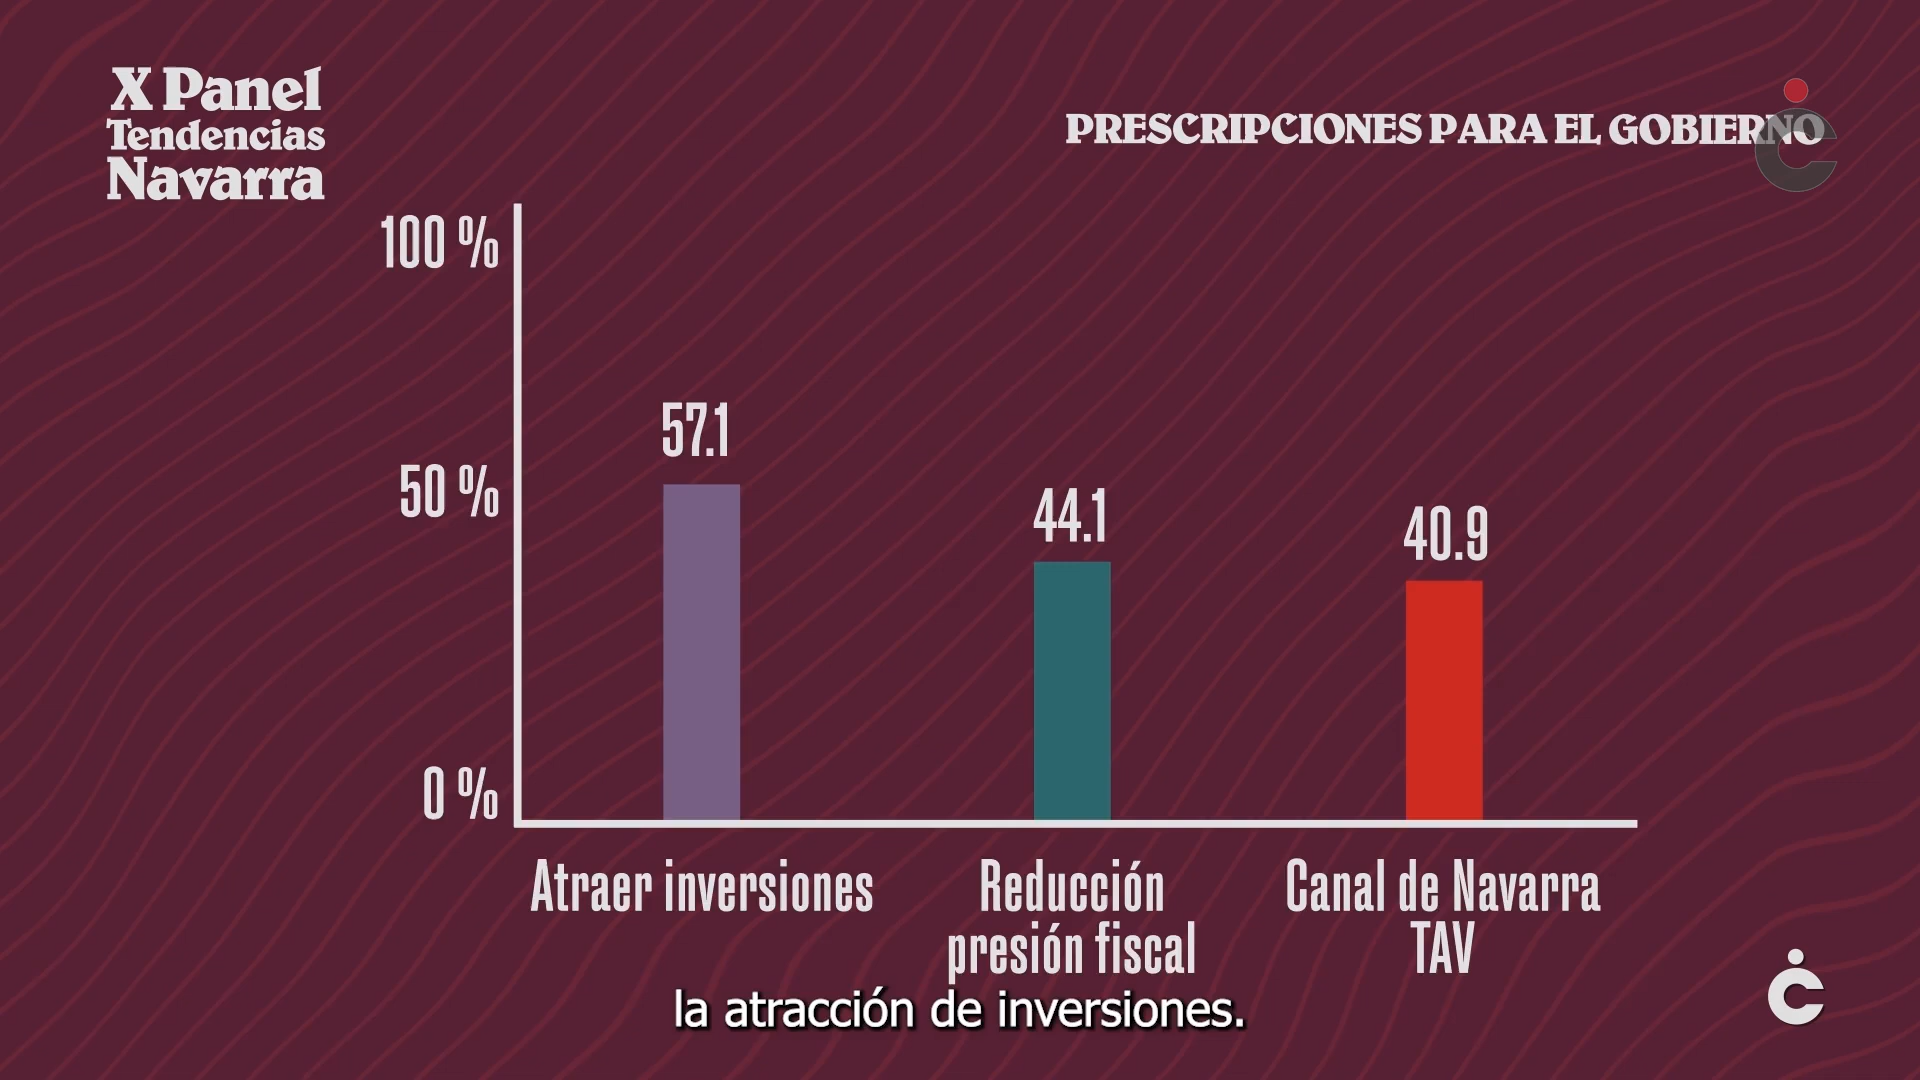 X Panel
Tendencias
Navarra
PRESCRIPCIONES PARA EL GOBIERNO
100 %
50 %
0 %
57.1
44.1
40.9
Atraer inversiones
Reducción
presión fiscal
Canal de Navarra
TAV
la atracción de inversiones.